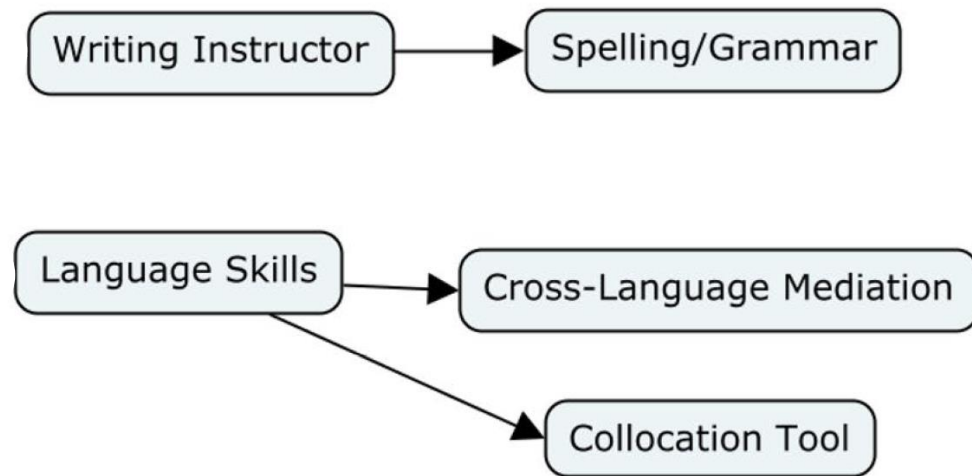 Writing Instructor
Spelling/Grammar
Language Skills
Cross-Language Mediation
Collocation Tool